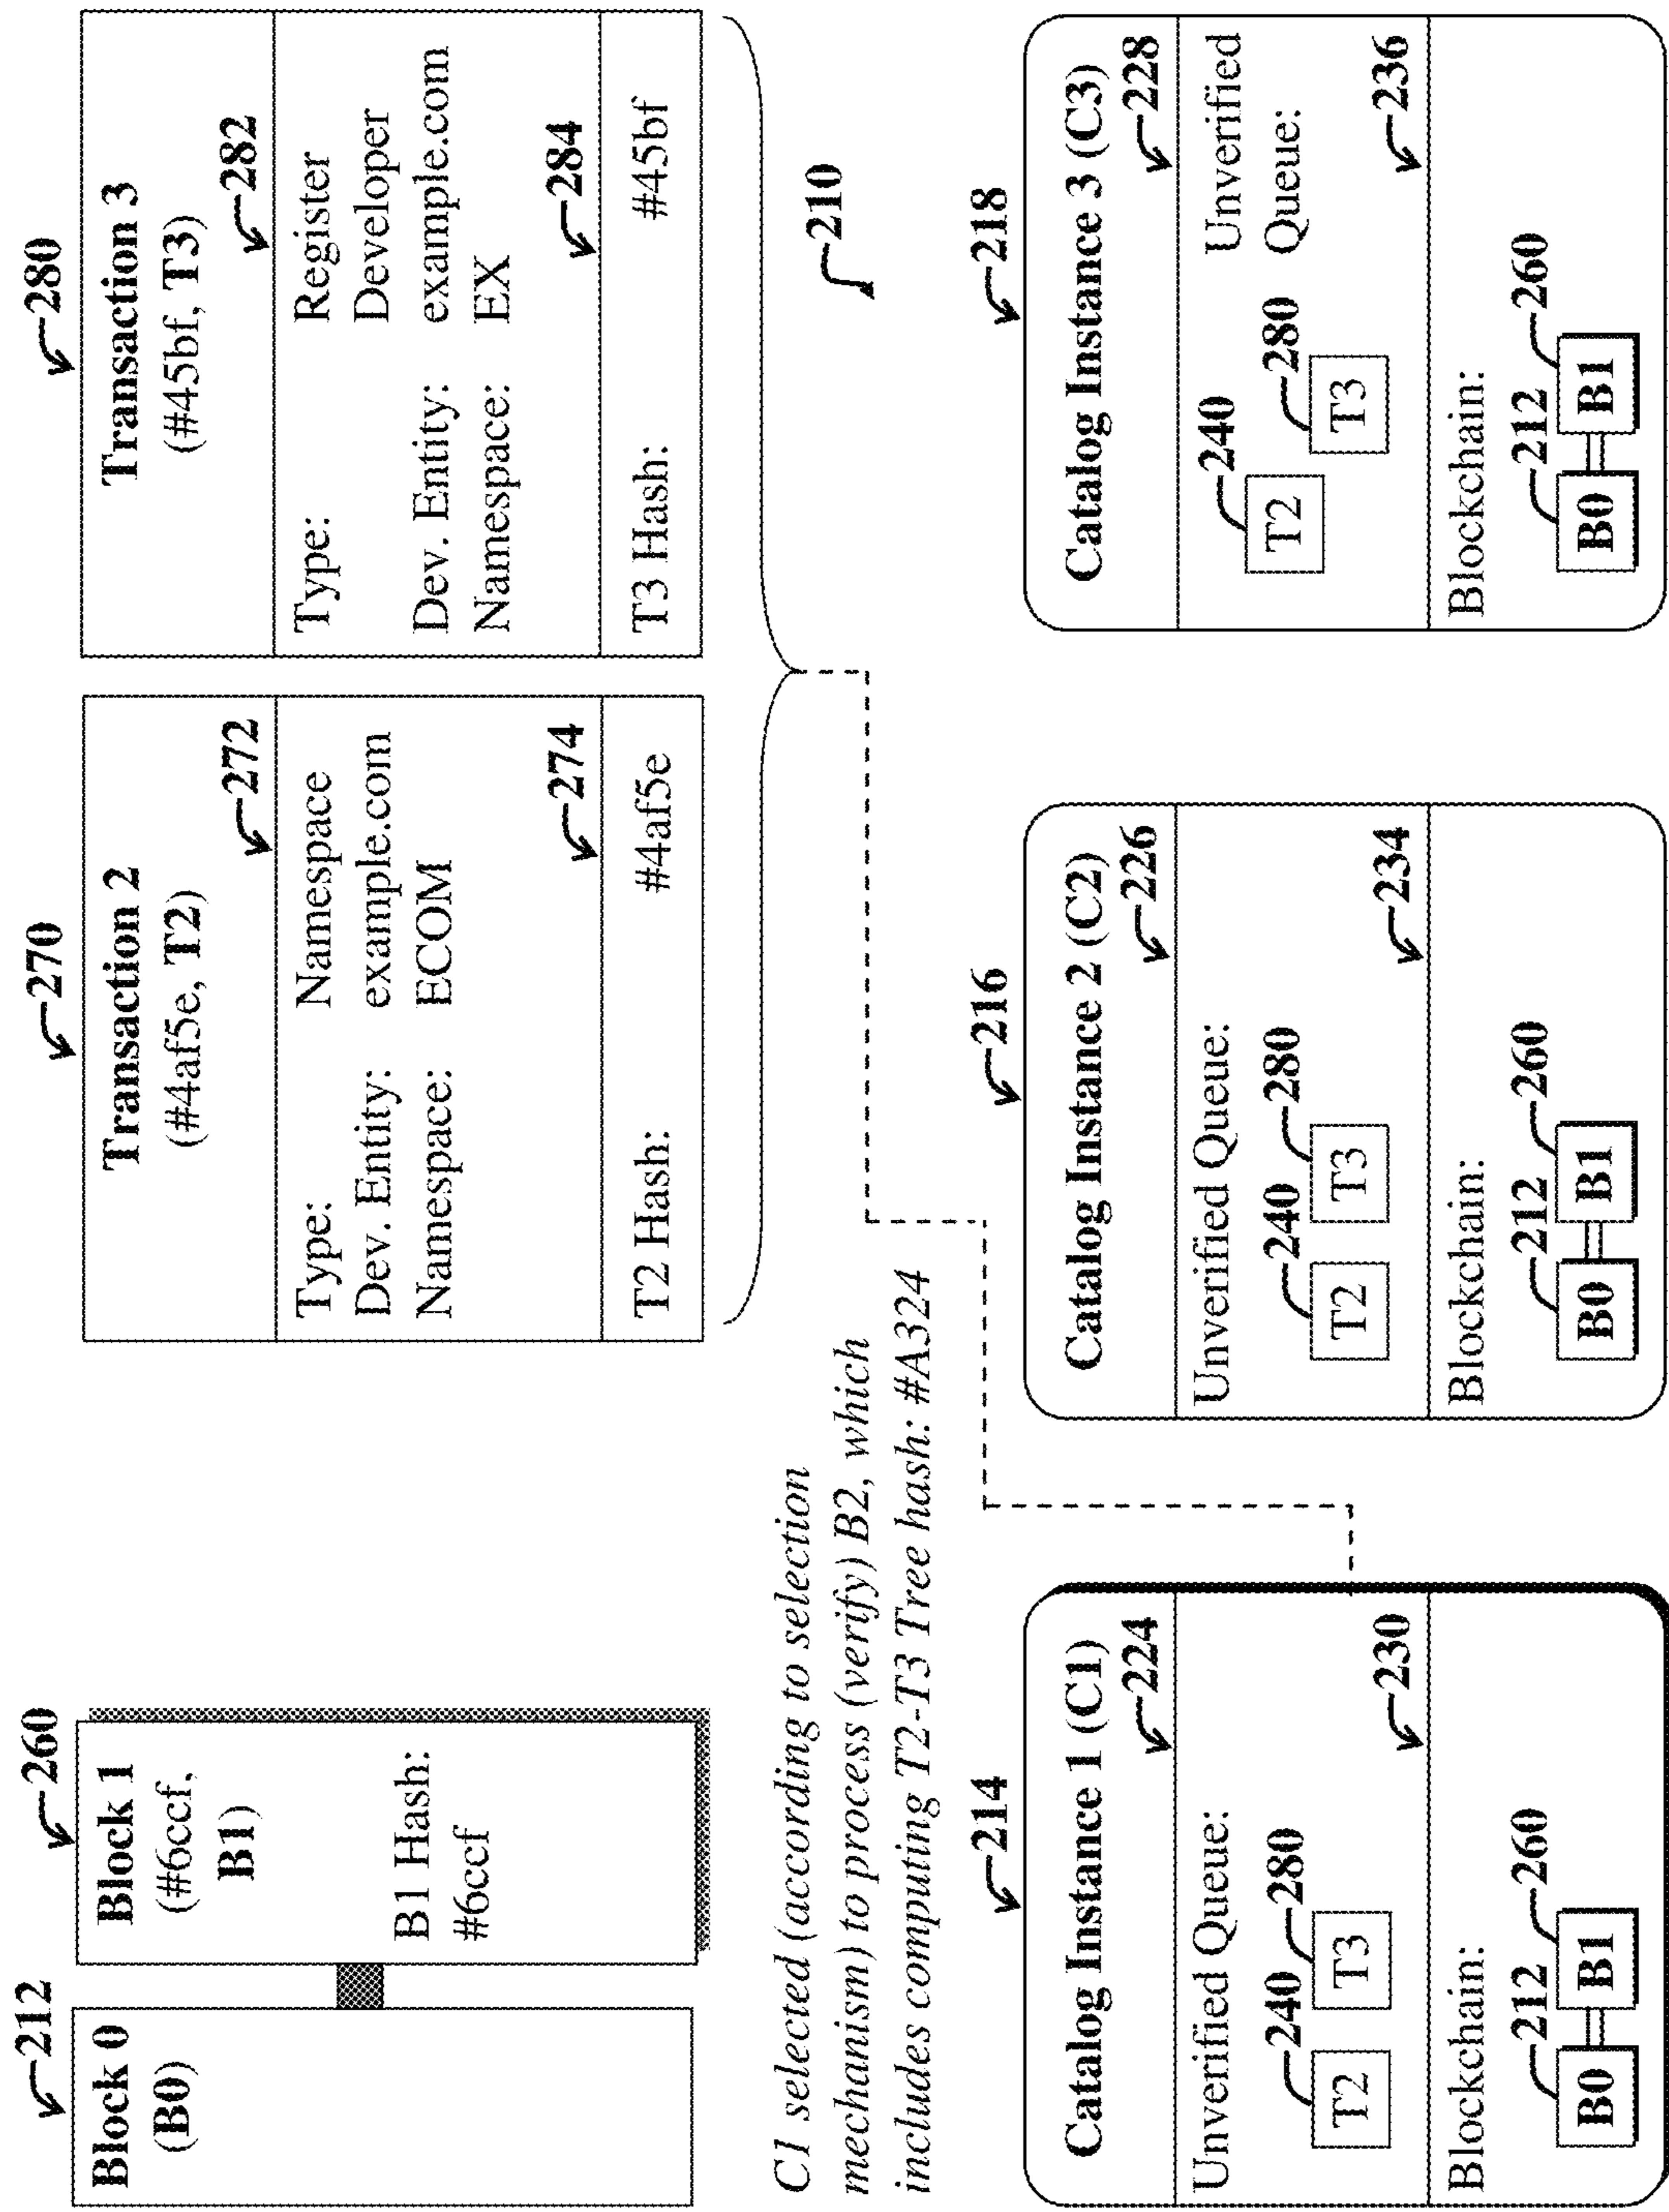 212
Block 0
(B0)
260
Block 1
(#6ccf,
B1)
B1 Hash:
#6ccf
270
Transaction 2
(#4af5e, T2)
272
Type: Namespace
Dev. Entity: example.com
Namespace: ECOM
274
T2 Hash: #4af5e
280
Transaction 3
(#45bf, T3)
282
Type: Register
Developer
Dev. Entity: example.com
Namespace: EX
284
T3 Hash: #45bf
C1 selected (according to selection
mechanism) to process (verify) B2, which
includes computing T2-T3 Tree hash: #A324
210
214
Catalog Instance 1 (C1)
224
Unverified Queue:
240 280
T2 T3
230
Blockchain:
212 260
B0 B1
216
Catalog Instance 2 (C2)
226
Unverified Queue:
240 280
T2 T3
234
Blockchain:
212 260
B0 B1
218
Catalog Instance 3 (C3)
228
Unverified
Queue:
240
T2
280
T3
236
Blockchain:
212 260
B0 B1